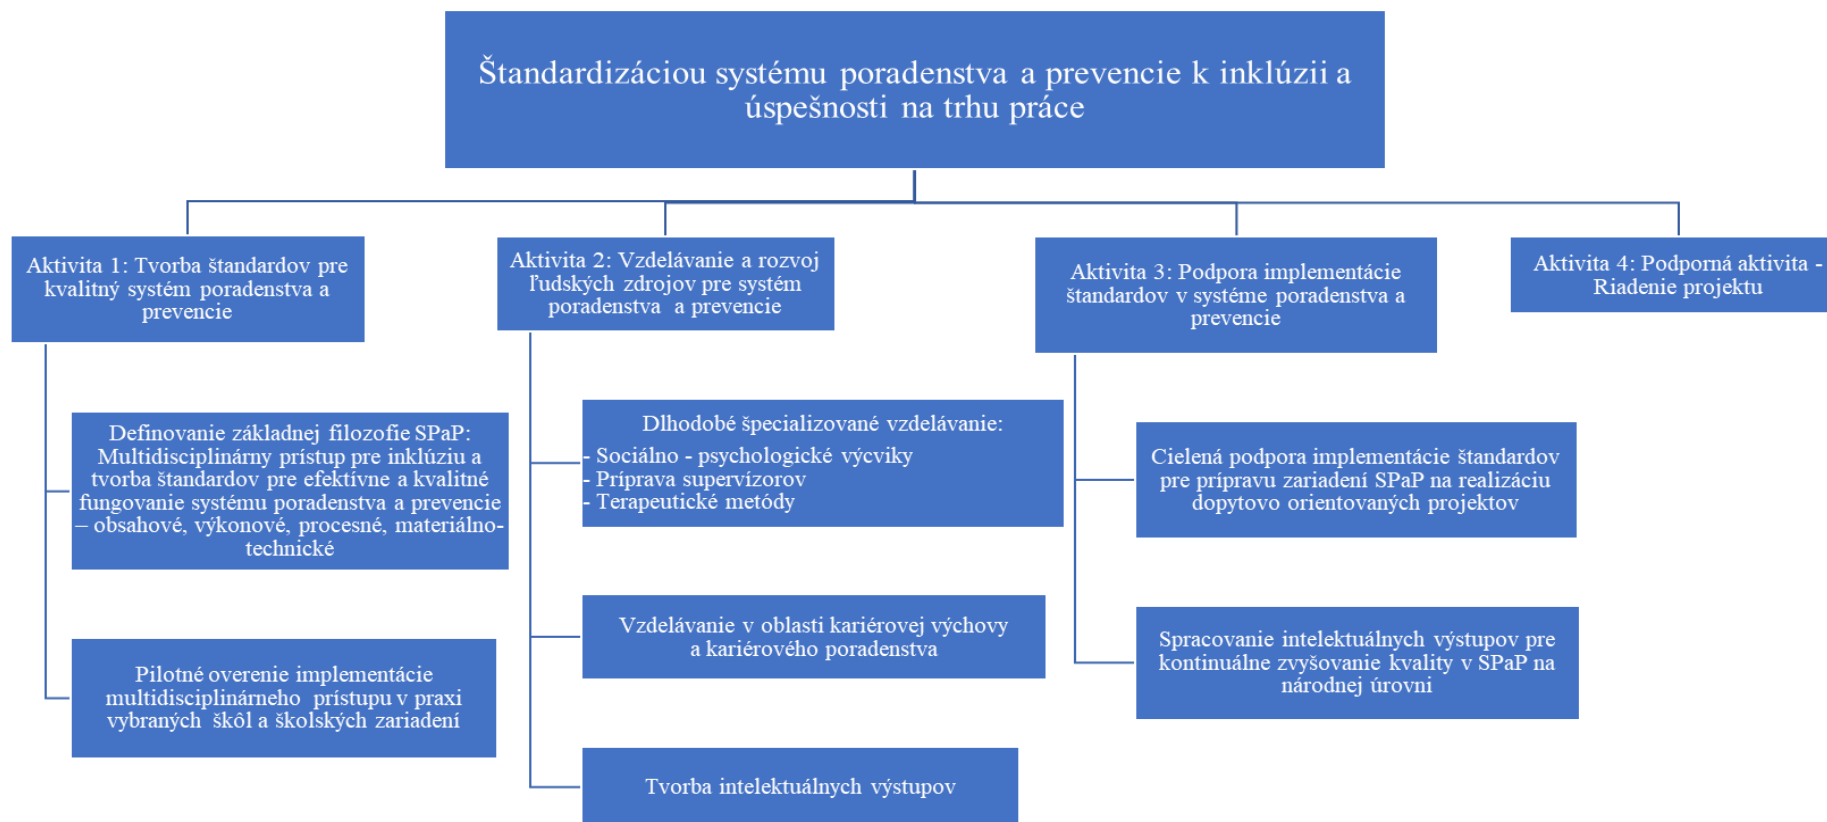 Štandardizáciou systému poradenstva a prevencie k inklúzii a
úspešnosti na trhu práce
Aktivita 1: Tvorba štandardov pre
kvalitný systém poradenstva a
prevencie
Definovanie základnej filozofie SPaP:
Multidisciplinárny prístup pre inklúziu a
tvorba štandardov pre efektívne a kvalitné
fungovanie systému poradenstva a prevencie
– obsahové, výkonové, procesné, materiálno-
technické
Pilotné overenie implementácie
multidisciplinárneho prístupu v praxi
vybraných škôl a školských zariadení
Aktivita 2: Vzdelávanie a rozvoj
ľudských zdrojov pre systém
poradenstva a prevencie
Dlhodobé špecializované vzdelávanie:
- Sociálno - psychologické výcviky
- Príprava supervízorov
- Terapeutické metódy
Vzdelávanie v oblasti kariérovej výchovy
a kariérového poradenstva
Tvorba intelektuálnych výstupov
Aktivita 3: Podpora implementácie
štandardov v systéme poradenstva a
prevencie
Cielená podpora implementácie štandardov
pre prípravu zariadení SPaP na realizáciu
dopytovo orientovaných projektov
Spracovanie intelektuálnych výstupov pre
kontinuálne zvyšovanie kvality v SPaP na
národnej úrovni
Aktivita 4: Podporná aktivita -
Riadenie projektu